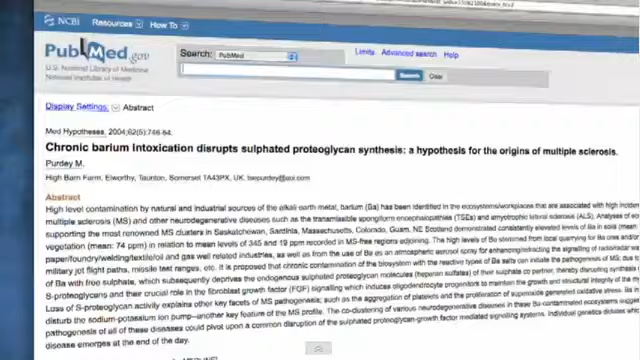 NCBI Resources How To
PubMed.gov
U.S. National Library of Medicine
National Institutes of Health
Search: PubMed
Limits Advanced search Help
Search Clear
Display Settings: Abstract
Med Hypotheses. 2004;62(5):746-54.
Chronic barium intoxication disrupts sulphated proteoglycan synthesis: a hypothesis for the origins of multiple sclerosis.
Purdey M.
High Barn Farm, Elworthy, Taunton, Somerset TA43PX, UK. tsepurdey@aol.com
Abstract
High level contamination by natural and industrial sources of the alkali earth metal, barium (Ba) has been identified in the ecosystems/workplaces that are associated with high inciden
multiple sclerosis (MS) and other neurodegenerative diseases such as the transmissible spongiform encephalopathies (TSEs) and amyotrophic lateral sclerosis (ALS). Analyses of
supporting the most renowned MS clusters in Saskatchewan, Sardinia, Massachusetts, Colorado, Guam, NE Scotland demonstrated consistently elevated levels of Ba in soils (mean:
vegetation (mean: 74 ppm) in relation to mean levels of 345 and 19 ppm recorded in MS-free regions adjoining. The high levels of Ba stemmed from local quarrying for Ba ores
paper/foundry/welding/textile/oil and gas well related industries, as well as from the use of Ba as an atmospheric aerosol spray for enhancing/refracting the signalling of radio/radar
military jet flight paths, missile test ranges, etc. It is proposed that chronic contamination of the biosystem with the reactive types of Ba salts can initiate the pathogenesis of MS; due to
of Ba with free sulphate, which subsequently deprives the endogenous sulphated proteoglycan molecules (heparan sulfates) of their sulphate co partner, thereby disrupting synthesis
S-proteoglycans and their crucial role in the fibroblast growth factor (FGF) signalling which induces oligodendrocyte progenitors to maintain the growth and structural integrity of the
Loss of S-proteoglycan activity explains other key facets of MS pathogenesis; such as the aggregation of platelets and the proliferation of superoxide generated oxidative stress. Ba
disturb the sodium-potassium ion pump--another key feature of the MS profile. The co-clustering of various neurodegenerative diseases in these Ba-contaminated ecosystems
pathogenesis of all of these diseases could pivot upon a common disruption of the sulphated proteoglycan-growth factor mediated signalling systems. Individual genetics dictates
disease emerges at the end of the day.